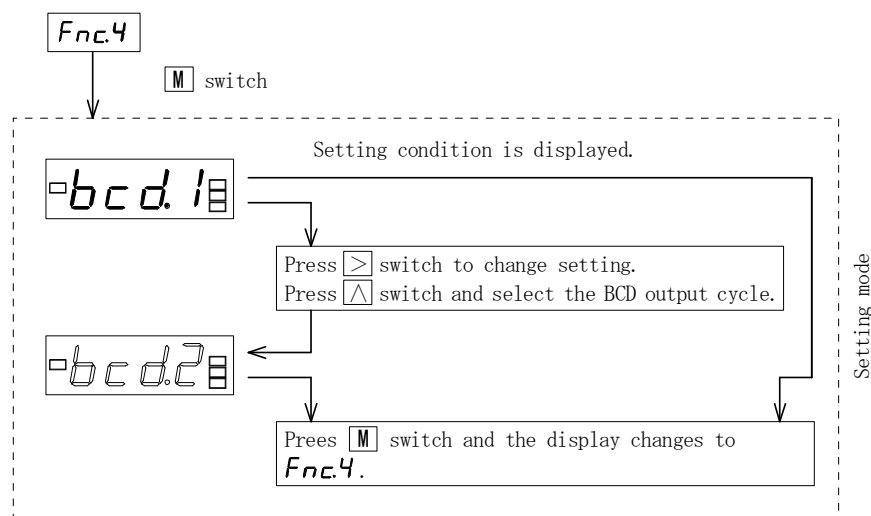 Fnc.4
M switch
Setting condition is displayed.
-bcd.1
Press > switch to change setting.
Press ∧ switch and select the BCD output cycle.
-bcd.2
Prees M switch and the display changes to
Fnc.4.
Setting mode